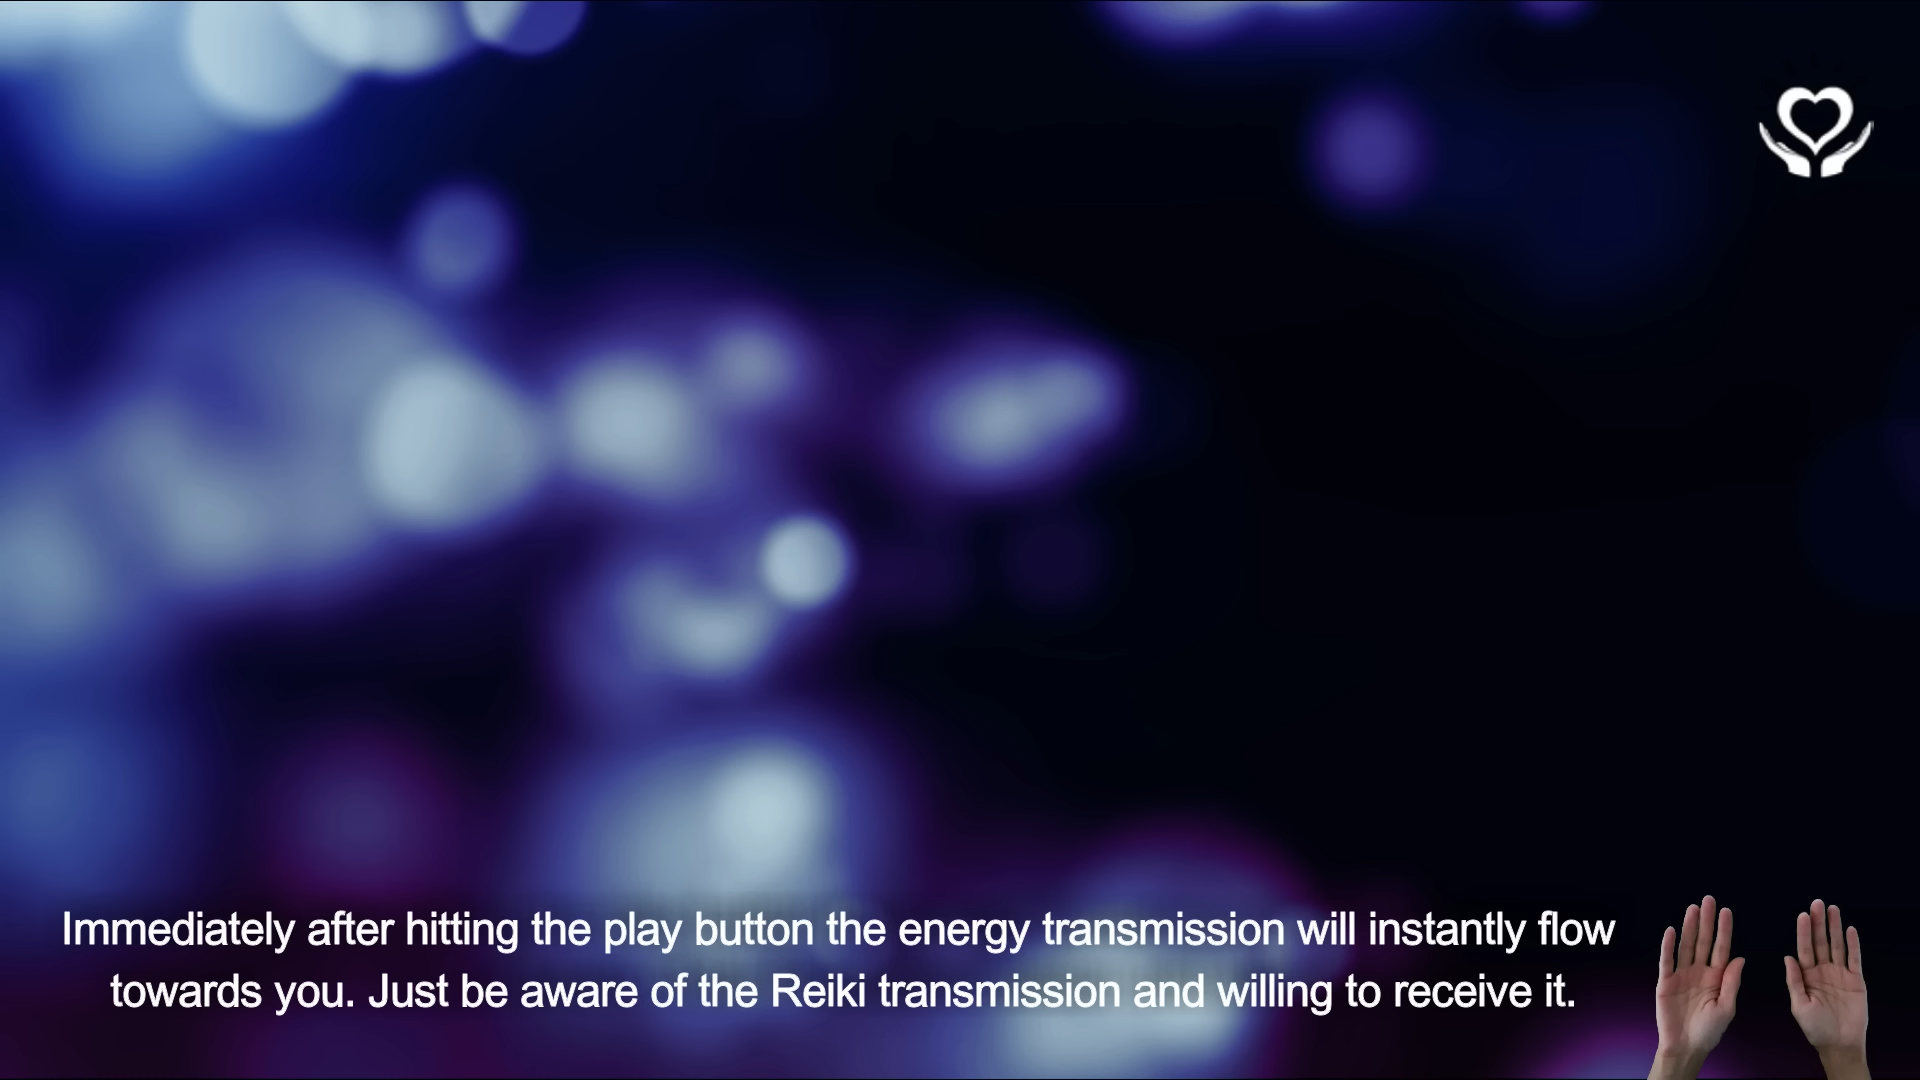 Immediately after hitting the play button the energy transmission will instantly flow
towards you. Just be aware of the Reiki transmission and willing to receive it.